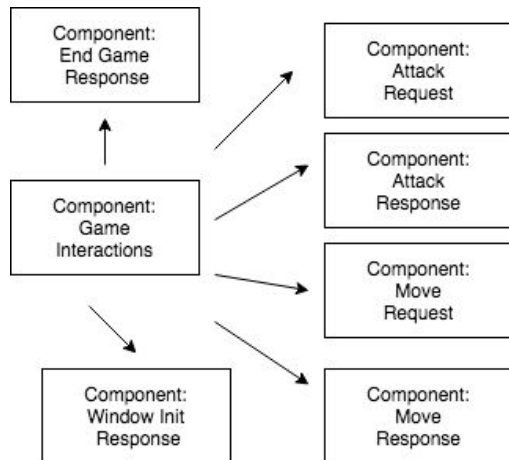 Component:
End Game
Response
Component:
Attack
Request
Component:
Attack
Response
Component:
Game
Interactions
Component:
Move
Request
Component:
Window Init
Response
Component:
Move
Response